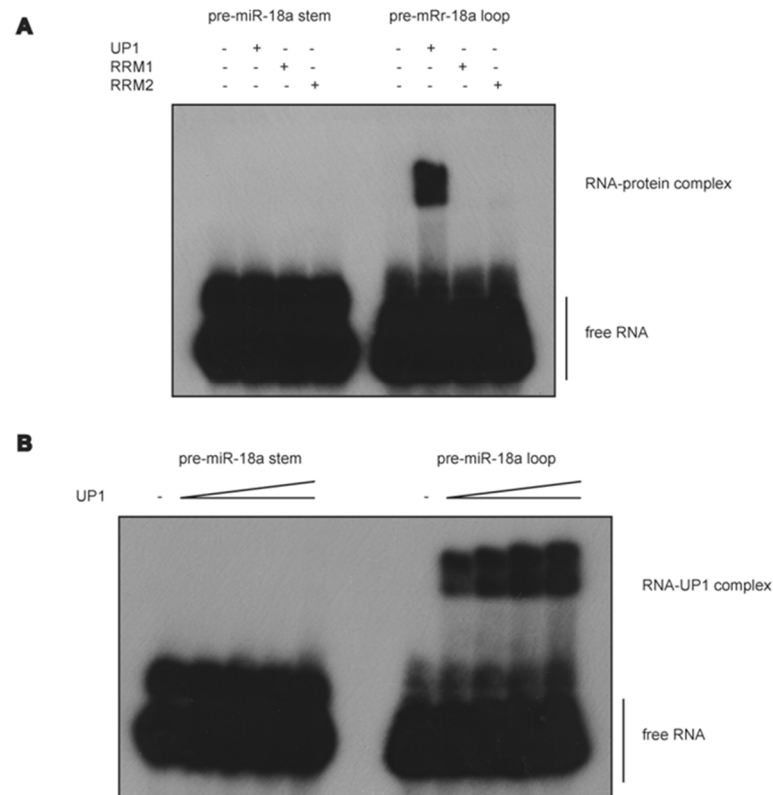 A
pre-miR-18a stem pre-mRr-18a loop
UP1 - + - - - + - -
RRM1 - - + - - - + -
RRM2 - - - + - - - +
RNA-protein complex
free RNA
B
pre-miR-18a stem pre-miR-18a loop
UP1 - -
RNA-UP1 complex
free RNA